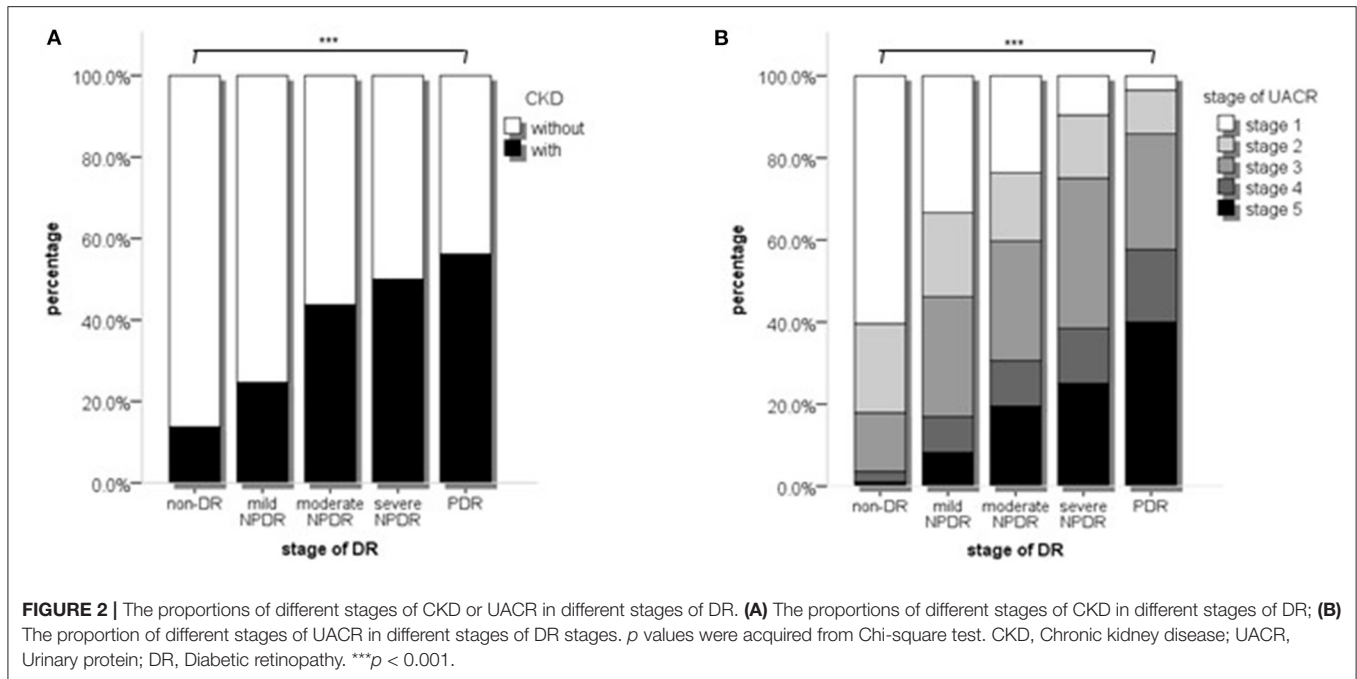 A
***
100.0%
80.0%
60.0%
40.0%
20.0%
0.0%
percentage
CKD
without
with
non-DR
mild
NPDR
moderate
NPDR
severe
NPDR
PDR
stage of DR
B
***
100.0%
80.0%
60.0%
40.0%
20.0%
0.0%
percentage
stage of UACR
stage 1
stage 2
stage 3
stage 4
stage 5
non-DR
mild
NPDR
moderate
NPDR
severe
NPDR
PDR
stage of DR
FIGURE 2 | The proportions of different stages of CKD or UACR in different stages of DR. (A) The proportions of different stages of CKD in different stages of DR; (B)
The proportion of different stages of UACR in different stages of DR stages. p values were acquired from Chi-square test. CKD, Chronic kidney disease; UACR,
Urinary protein; DR, Diabetic retinopathy. ***p < 0.001.